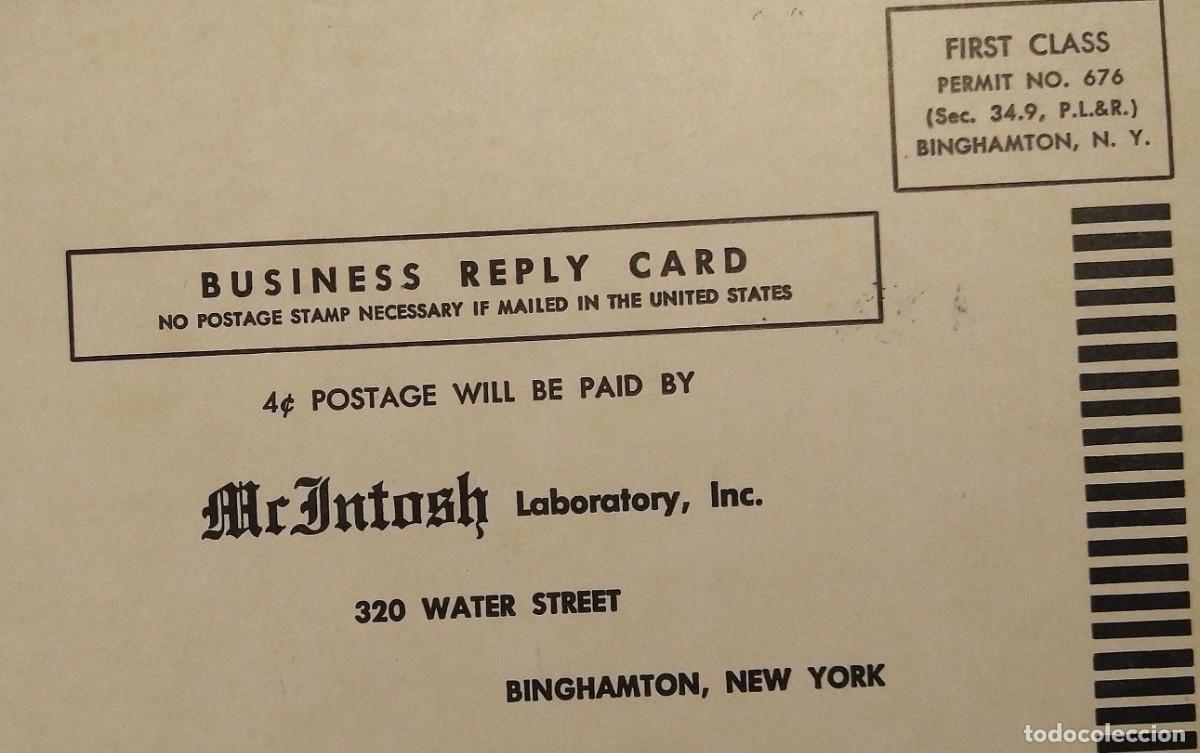 FIRST CLASS
PERMIT NO. 676
(Sec. 34.9, P.L.&R.)
BINGHAMTON, N. Y.
BUSINESS REPLY CARD
NO POSTAGE STAMP NECESSARY IF MAILED IN THE UNITED STATES
4¢ POSTAGE WILL BE PAID BY
McIntosh Laboratory, Inc.
320 WATER STREET
BINGHAMTON, NEW YORK
todocoleccion